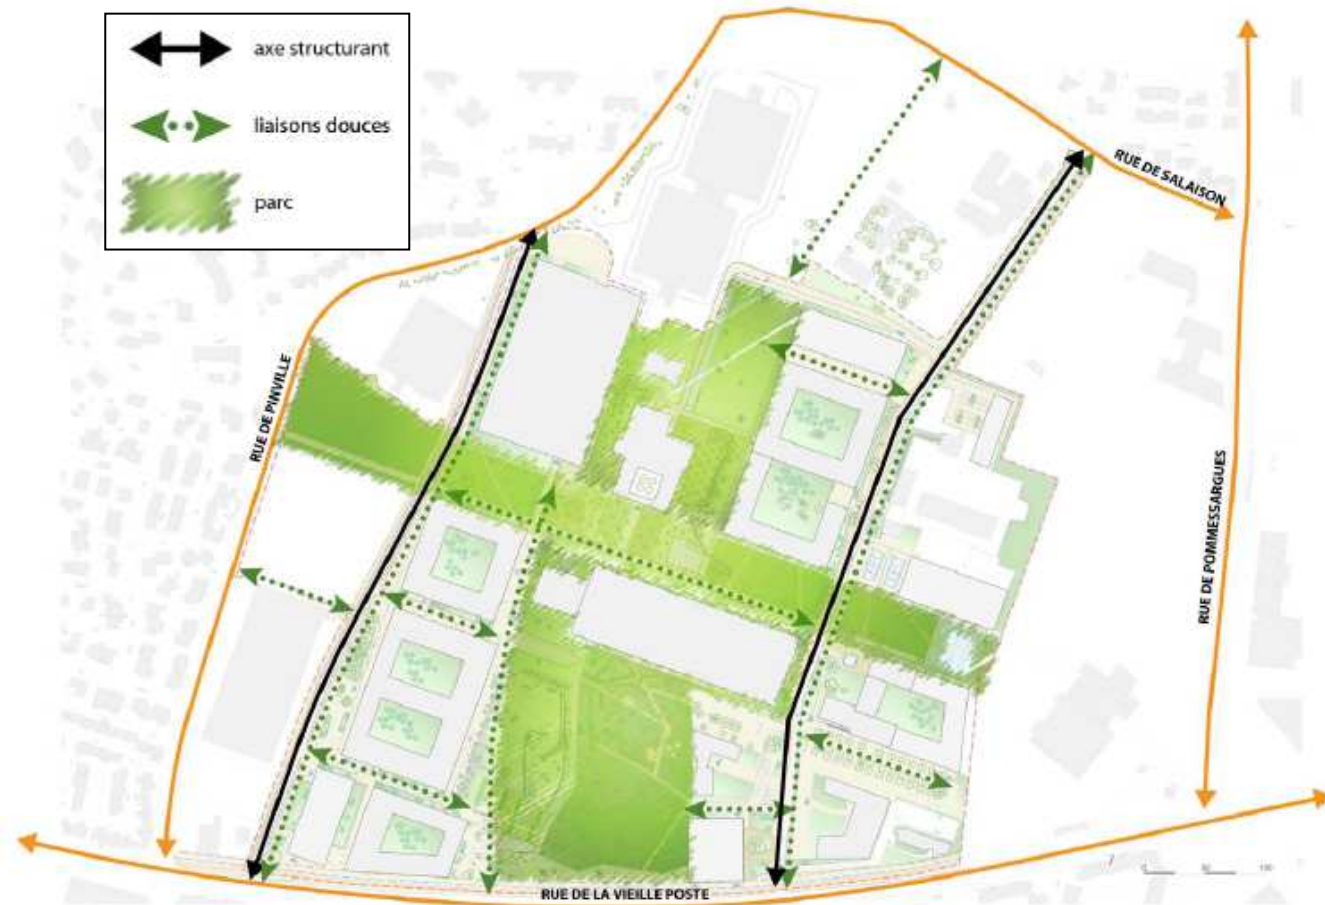 axe structurant
liaisons douces
parc
RUE DE SALAISON
RUE DE PINVILLE
RUE DE POMMESSARGUES
RUE DE LA VIEILLE POSTE